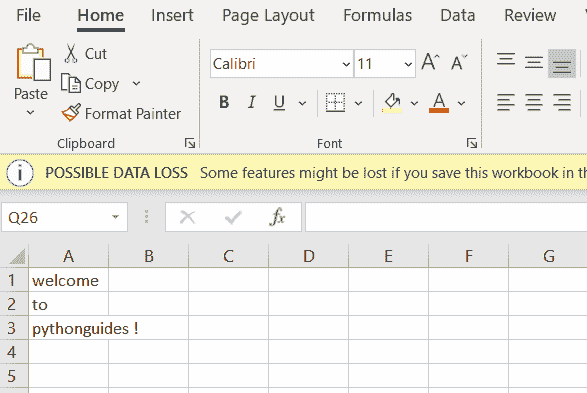 File Home Insert Page Layout Formulas Data Review
Cut
Copy
Format Painter
Paste
Clipboard
Calibri 11 A A
B I U A
Font
POSSIBLE DATA LOSS Some features might be lost if you save this workbook in
Q26 fx
A B C D E F G
1 welcome
2 to
3 pythonguides !
4
5